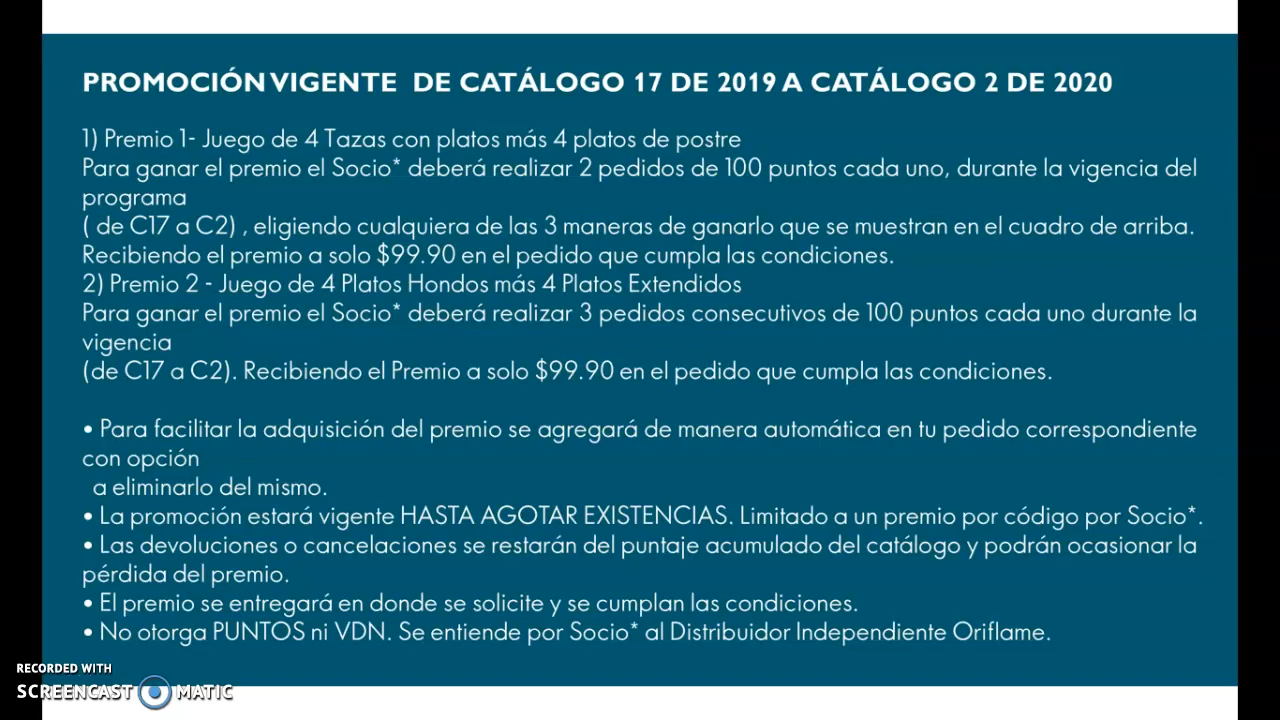 PROMOCIÓN VIGENTE DE CATÁLOGO 17 DE 2019 A CATÁLOGO 2 DE 2020
1) Premio 1- Juego de 4 Tazas con platos más 4 platos de postre
Para ganar el premio el Socio* deberá realizar 2 pedidos de 100 puntos cada uno, durante la vigencia del
programa
( de C17 a C2) , eligiendo cualquiera de las 3 maneras de ganarlo que se muestran en el cuadro de arriba.
Recibiendo el premio a solo $99.90 en el pedido que cumpla las condiciones.
2) Premio 2 - Juego de 4 Platos Hondos más 4 Platos Extendidos
Para ganar el premio el Socio* deberá realizar 3 pedidos consecutivos de 100 puntos cada uno durante la
vigencia
(de C17 a C2). Recibiendo el Premio a solo $99.90 en el pedido que cumpla las condiciones.
• Para facilitar la adquisición del premio se agregará de manera automática en tu pedido correspondiente
con opción
a eliminarlo del mismo.
• La promoción estará vigente HASTA AGOTAR EXISTENCIAS. Limitado a un premio por código por Socio*.
• Las devoluciones o cancelaciones se restarán del puntaje acumulado del catálogo y podrán ocasionar la
pérdida del premio.
• El premio se entregará en donde se solicite y se cumplan las condiciones.
• No otorga PUNTOS ni VDN. Se entiende por Socio* al Distribuidor Independiente Oriflame.
RECORDED WITH
SCREENCAST MATIC